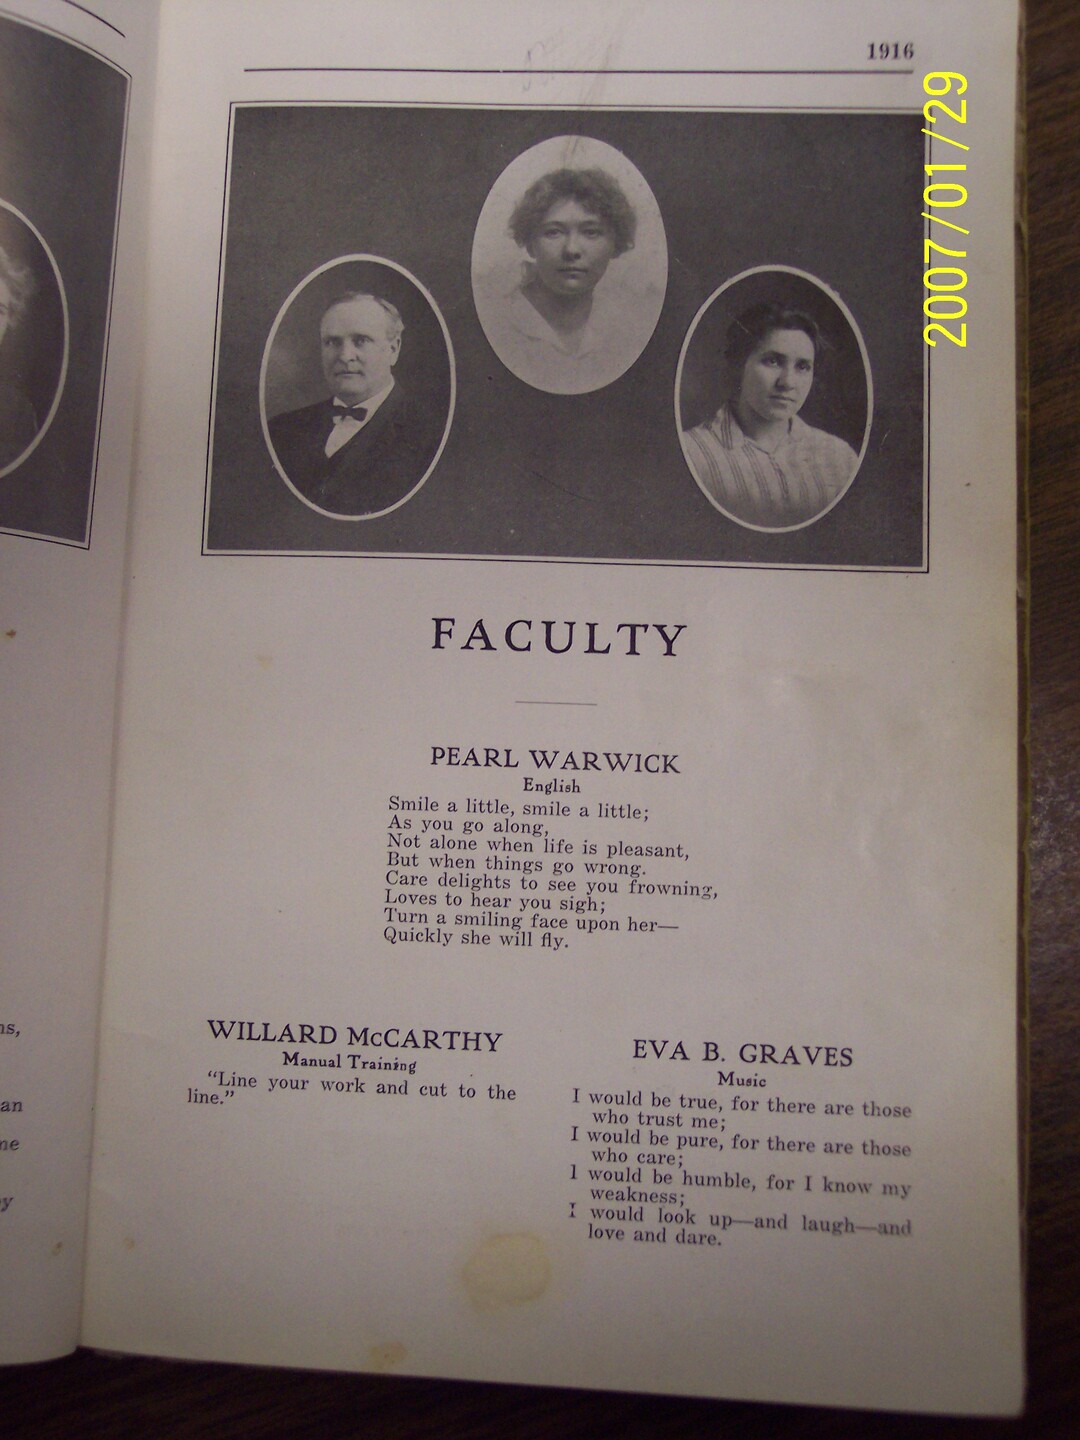 1916
2007/01/29
FACULTY
PEARL WARWICK
English
Smile a little, smile a little;
As you go along,
Not alone when life is pleasant,
But when things go wrong.
Care delights to see you frowning,
Loves to hear you sigh;
Turn a smiling face upon her—
Quickly she will fly.
WILLARD McCARTHY
Manual Training
"Line your work and cut to the
line."
EVA B. GRAVES
Music
I would be true, for there are those
who trust me;
I would be pure, for there are those
who care;
I would be humble, for I know my
weakness;
I would look up—and laugh—and
love and dare.